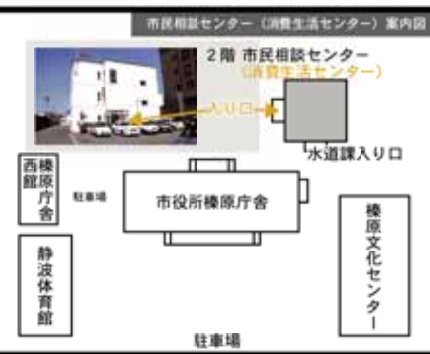 市民相談センター（消費生活センター）案内図
２階 市民相談センター
（消費生活センター）
入り口
水道課入り口
榛原庁舎
西館
駐車場
市役所榛原庁舎
静波体育館
榛原文化センター
駐車場